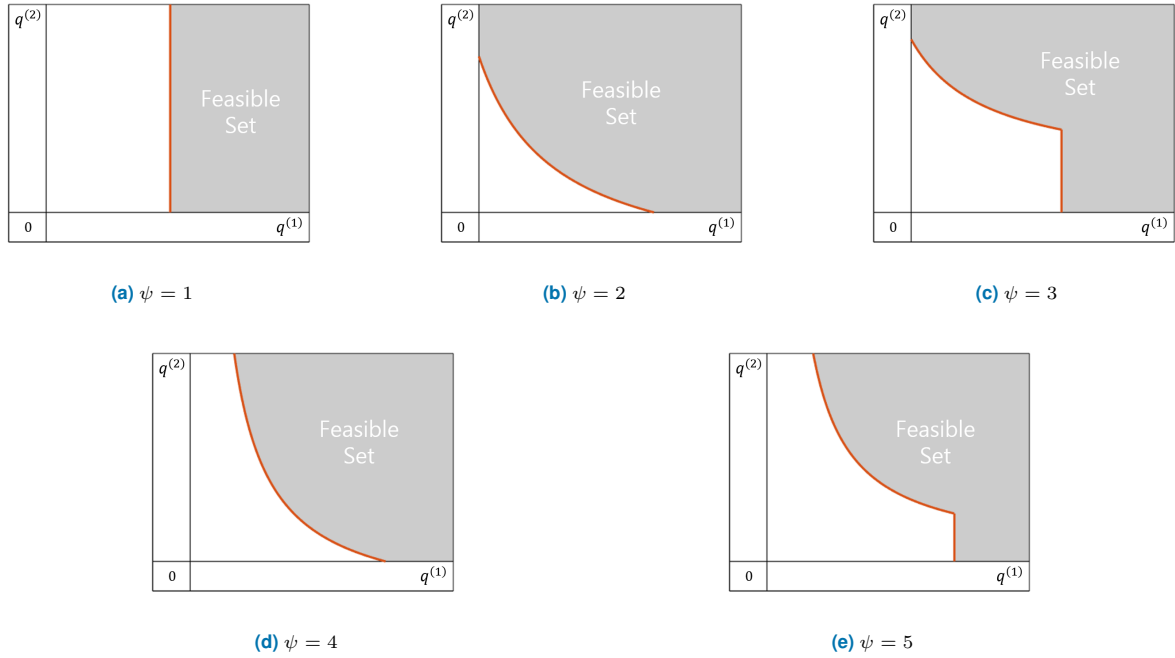 q^{(2)}
Feasible
Set
0
q^{(1)}
(a) ψ = 1
q^{(2)}
Feasible
Set
0
q^{(1)}
(b) ψ = 2
q^{(2)}
Feasible
Set
0
q^{(1)}
(c) ψ = 3
q^{(2)}
Feasible
Set
0
q^{(1)}
(d) ψ = 4
q^{(2)}
Feasible
Set
0
q^{(1)}
(e) ψ = 5